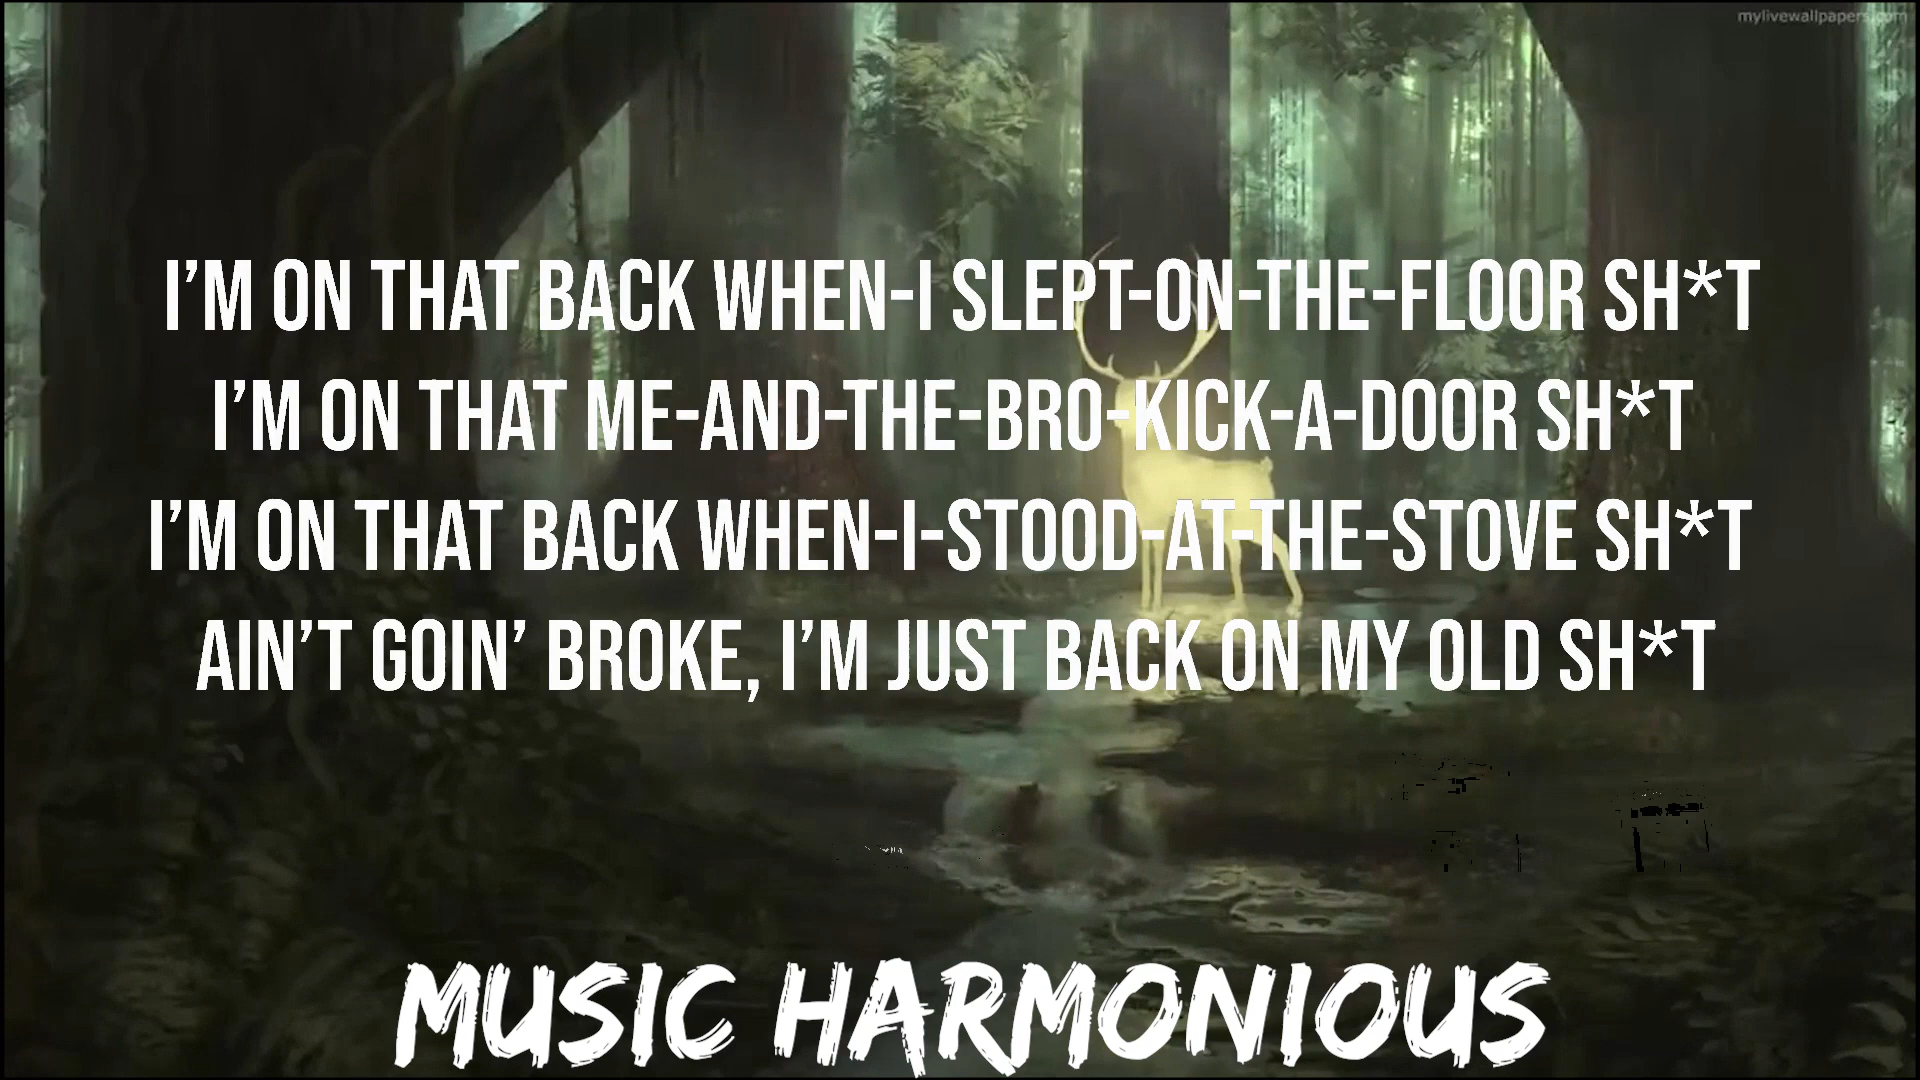 mylivewallpapers.com
I'M ON THAT BACK WHEN-I SLEPT-ON-THE-FLOOR SH*T
I'M ON THAT ME-AND-THE-BRO-KICK-A-DOOR SH*T
I'M ON THAT BACK WHEN-I-STOOD-AT-THE-STOVE SH*T
AIN'T GOIN' BROKE, I'M JUST BACK ON MY OLD SH*T
MUSIC HARMONIOUS